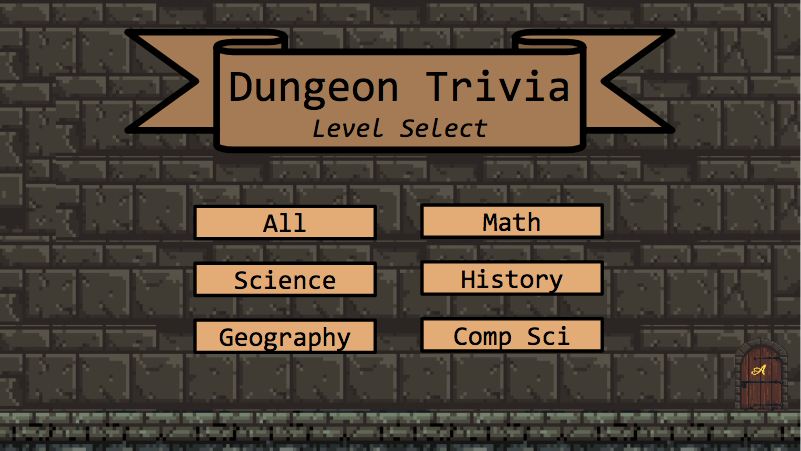 Dungeon Trivia
Level Select
All
Math
Science
History
Geography
Comp Sci
A